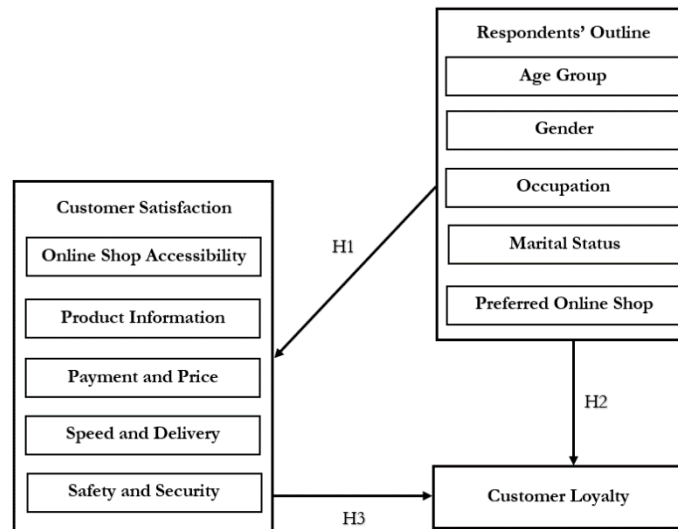 Respondents' Outline
Age Group
Gender
Occupation
Marital Status
Preferred Online Shop
Customer Satisfaction
Online Shop Accessibility
Product Information
Payment and Price
Speed and Delivery
Safety and Security
H1
H2
H3
Customer Loyalty